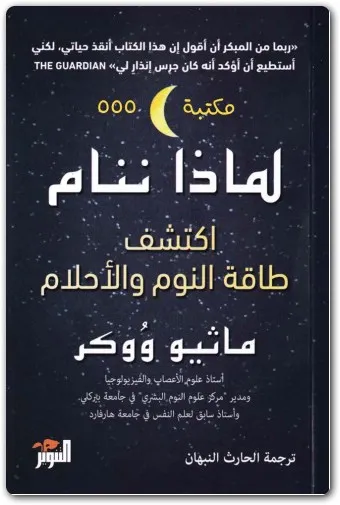 «ربما من المبكر أن أقول إن هذا الكتاب أنقذ حياتي، لكني
أستطيع أن أؤكد أنه كان جرس إنذار لي» THE GUARDIAN
مكتبة ٥٥٥
لماذا ننام
اكتشف
طاقة النوم والأحلام
ماثيو ووكر
أستاذ علوم الأعصاب والفيزيولوجيا
ومدير "مركز علوم النوم البشري" في جامعة بيركلي.
وأستاذ سابق لعلم النفس في جامعة هارفارد
ترجمة الحارث النبهان
التنوير